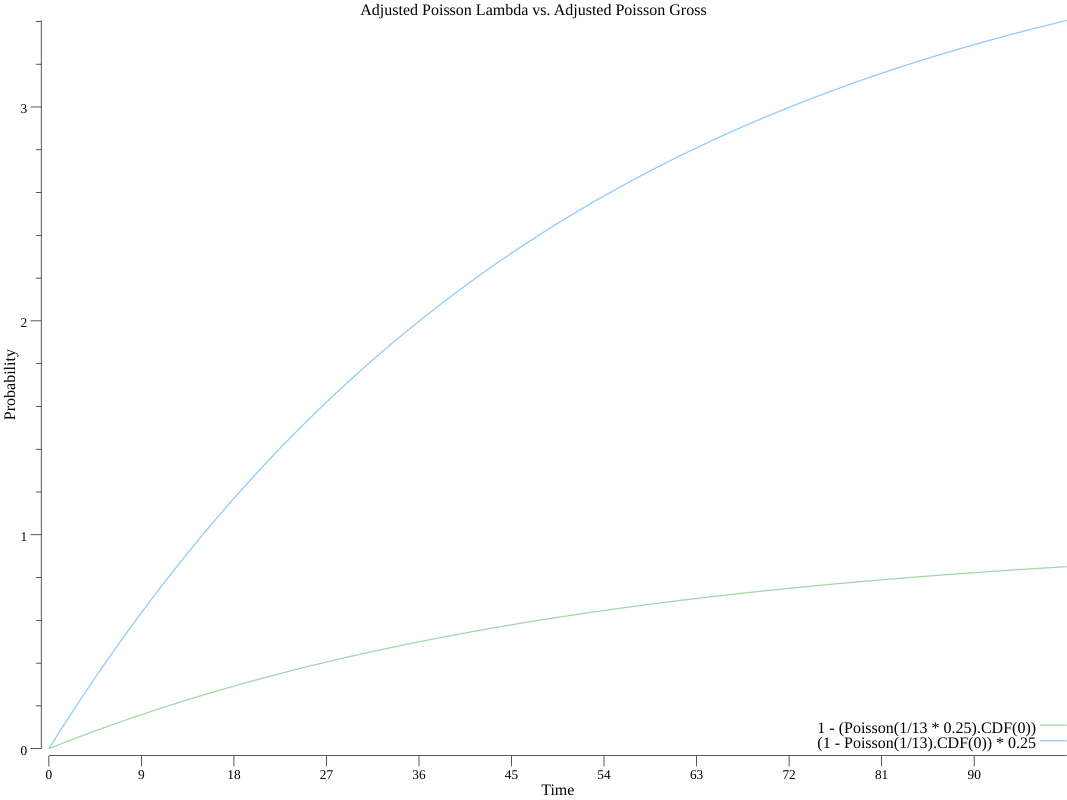 Adjusted Poisson Lambda vs. Adjusted Poisson Gross
3
2
1
0
Probability
1 - (Poisson(1/13 * 0.25).CDF(0))
(1 - Poisson(1/13).CDF(0)) * 0.25
0 9 18 27 36 45 54 63 72 81 90
Time